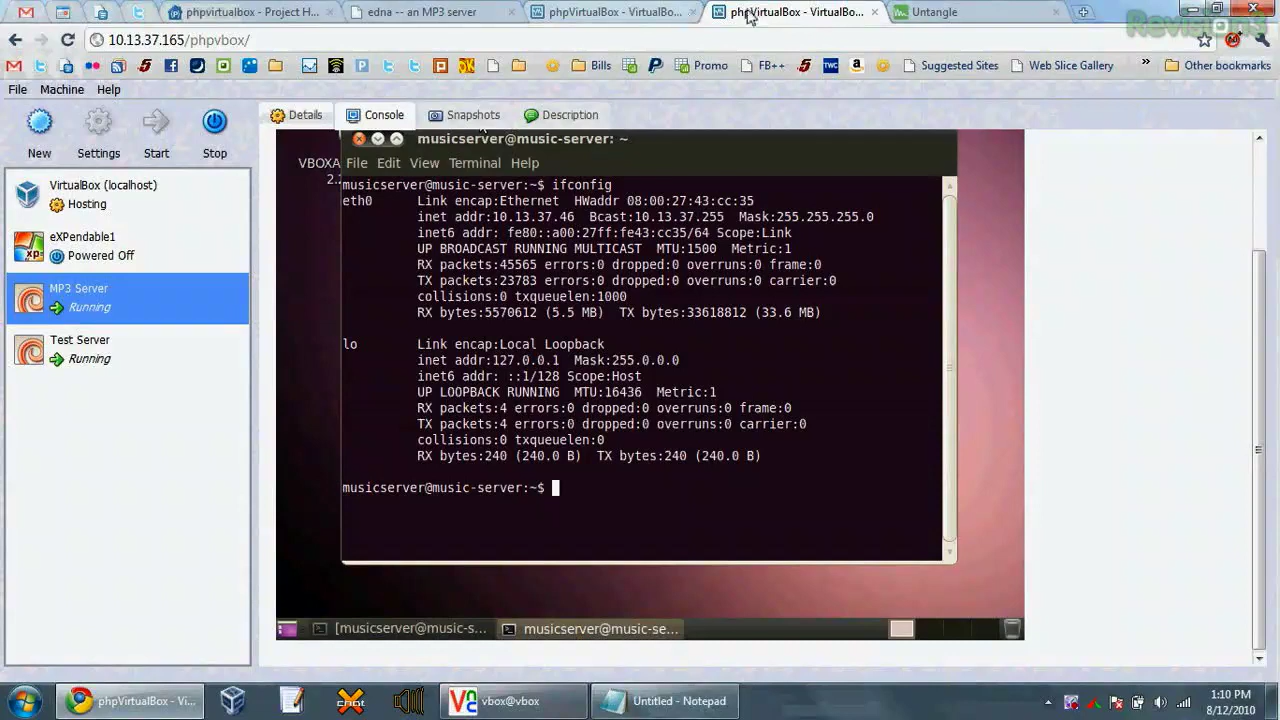 phpvirtualbox - Project H...
edna -- an MP3 server
phpVirtualBox - VirtualBo...
phpVirtualBox - VirtualBo...
Untangle
Revision3
10.13.37.165/phpvbox/
Bills
Promo
FB++
TWC
Suggested Sites
Web Slice Gallery
»
Other bookmarks
File Machine Help
New Settings Start Stop
Details Console Snapshots Description
VirtualBox (localhost)
Hosting
eXPendable1
Powered Off
MP3 Server
Running
Test Server
Running
VBOXA
2.
musicserver@music-server: ~
File Edit View Terminal Help
musicserver@music-server:~$ ifconfig
eth0 Link encap:Ethernet HWaddr 08:00:27:43:cc:35
inet addr:10.13.37.46 Bcast:10.13.37.255 Mask:255.255.255.0
inet6 addr: fe80::a00:27ff:fe43:cc35/64 Scope:Link
UP BROADCAST RUNNING MULTICAST MTU:1500 Metric:1
RX packets:45565 errors:0 dropped:0 overruns:0 frame:0
TX packets:23783 errors:0 dropped:0 overruns:0 carrier:0
collisions:0 txqueuelen:1000
RX bytes:5570612 (5.5 MB) TX bytes:33618812 (33.6 MB)
lo Link encap:Local Loopback
inet addr:127.0.0.1 Mask:255.0.0.0
inet6 addr: ::1/128 Scope:Host
UP LOOPBACK RUNNING MTU:16436 Metric:1
RX packets:4 errors:0 dropped:0 overruns:0 frame:0
TX packets:4 errors:0 dropped:0 overruns:0 carrier:0
collisions:0 txqueuelen:0
RX bytes:240 (240.0 B) TX bytes:240 (240.0 B)
musicserver@music-server:~$
[musicserver@music-s...
musicserver@music-se...
phpVirtualBox - Vi...
vbox@vbox
Untitled - Notepad
1:10 PM
8/12/2010